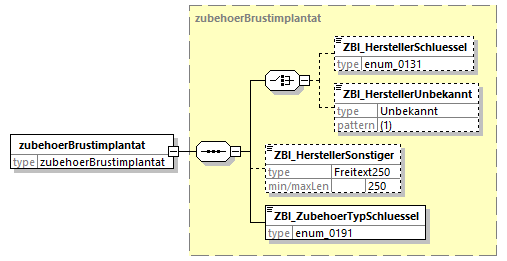 zubehoerBrustimplantat
ZBI_HerstellerSchluessel
type enum_0131
ZBI_HerstellerUnbekannt
type Unbekannt
pattern (1)
zubehoerBrustimplantat
type zubehoerBrustimplantat
ZBI_HerstellerSonstiger
type Freitext250
min/maxLen 250
ZBI_ZubehoerTypSchluessel
type enum_0191